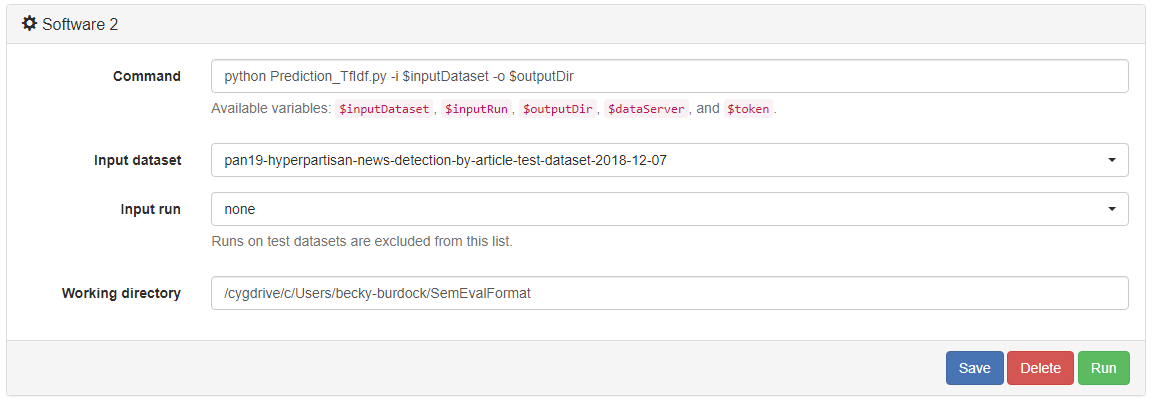 Software 2
Command
python Prediction_TfIdf.py -i $inputDataset -o $outputDir
Available variables: $inputDataset, $inputRun, $outputDir, $dataServer, and $token.
Input dataset
pan19-hyperpartisan-news-detection-by-article-test-dataset-2018-12-07
Input run
none
Runs on test datasets are excluded from this list.
Working directory
/cygdrive/c/Users/becky-burdock/SemEvalFormat
Save Delete Run